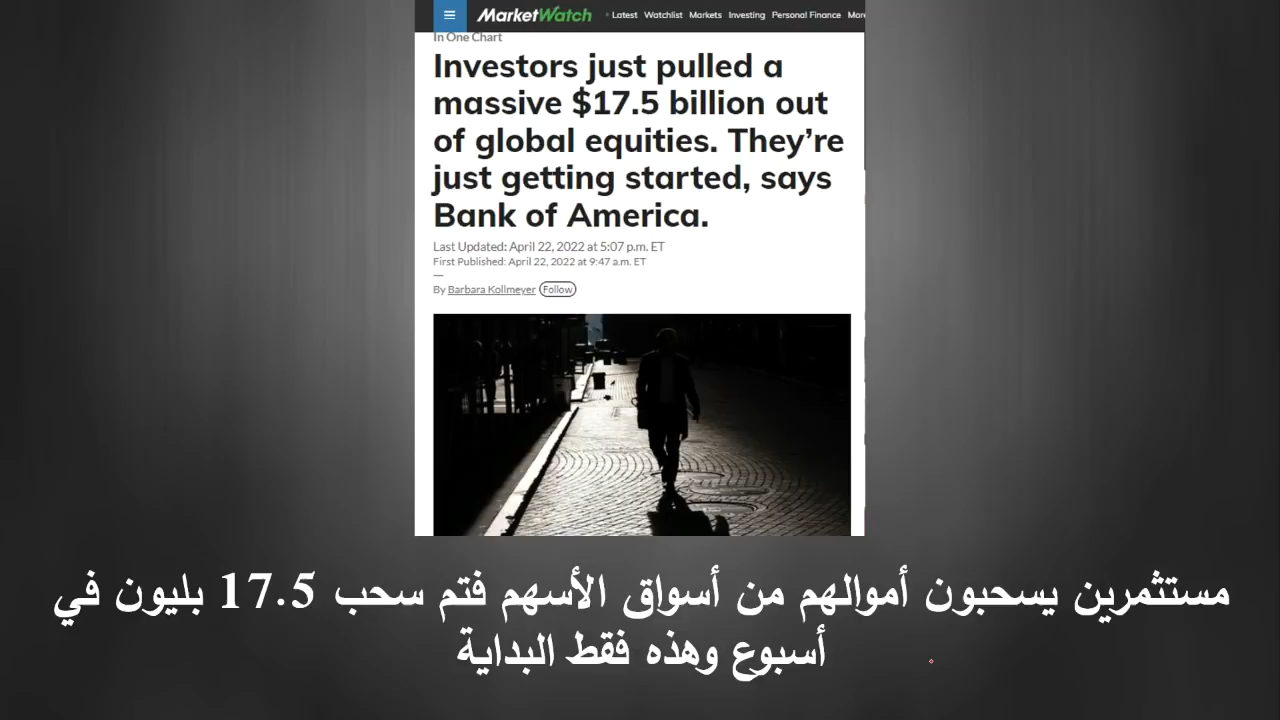 MarketWatch
Latest Watchlist Markets Investing Personal Finance
In One Chart
Investors just pulled a
massive $17.5 billion out
of global equities. They're
just getting started, says
Bank of America.
Last Updated: April 22, 2022 at 5:07 p.m. ET
First Published: April 22, 2022 at 9:47 a.m. ET
By Barbara Kollmeyer Follow
مستثمرين يسحبون أموالهم من أسواق الأسهم فتم سحب 17.5 بليون في
أسبوع وهذه فقط البداية